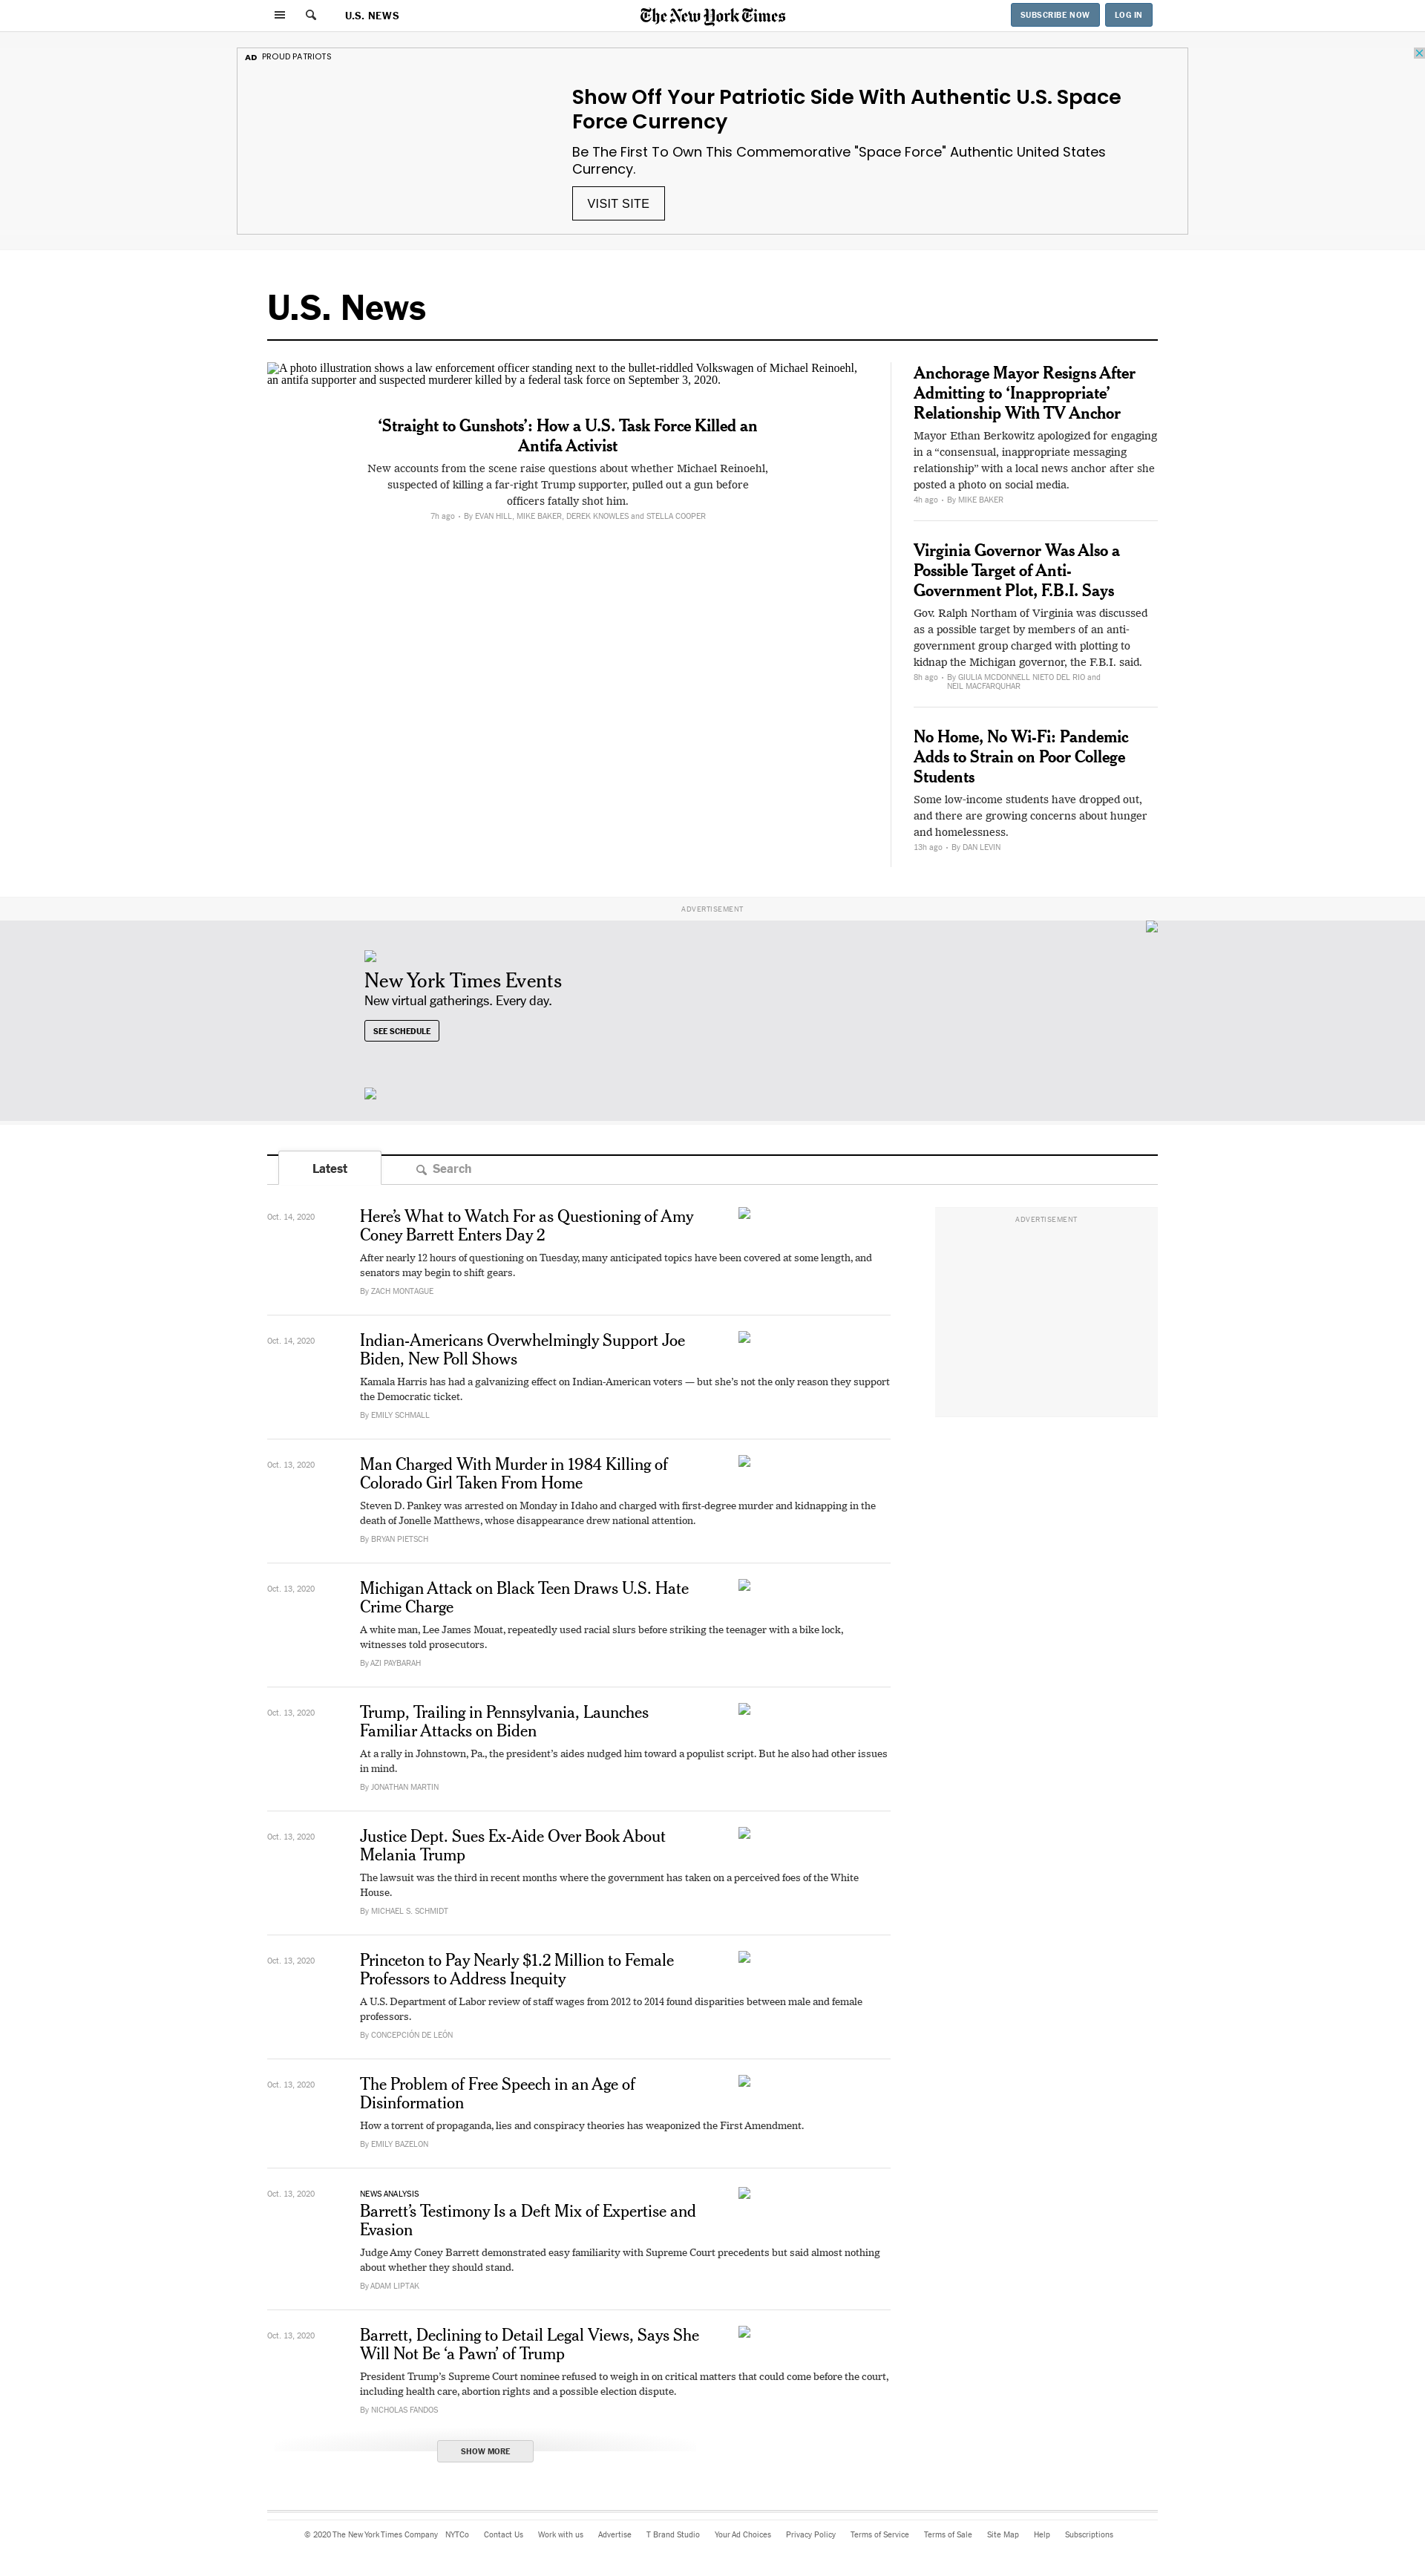 U.S. NEWS
The New York Times
SUBSCRIBE NOW
LOG IN
AD PROUD PATRIOTS
Show Off Your Patriotic Side With Authentic U.S. Space
Force Currency
Be The First To Own This Commemorative "Space Force" Authentic United States
Currency.
VISIT SITE
U.S. News
A photo illustration shows a law enforcement officer standing next to the bullet-riddled Volkswagen of Michael Reinoehl,
an antifa supporter and suspected murderer killed by a federal task force on September 3, 2020.
‘Straight to Gunshots’: How a U.S. Task Force Killed an
Antifa Activist
New accounts from the scene raise questions about whether Michael Reinoehl,
suspected of killing a far-right Trump supporter, pulled out a gun before
officers fatally shot him.
7h ago • By EVAN HILL, MIKE BAKER, DEREK KNOWLES and STELLA COOPER
Anchorage Mayor Resigns After
Admitting to ‘Inappropriate’
Relationship With TV Anchor
Mayor Ethan Berkowitz apologized for engaging
in a “consensual, inappropriate messaging
relationship” with a local news anchor after she
posted a photo on social media.
4h ago • By MIKE BAKER
Virginia Governor Was Also a
Possible Target of Anti-
Government Plot, F.B.I. Says
Gov. Ralph Northam of Virginia was discussed
as a possible target by members of an anti-
government group charged with plotting to
kidnap the Michigan governor, the F.B.I. said.
8h ago • By GIULIA MCDONNELL NIETO DEL RIO and
NEIL MACFARQUHAR
No Home, No Wi-Fi: Pandemic
Adds to Strain on Poor College
Students
Some low-income students have dropped out,
and there are growing concerns about hunger
and homelessness.
13h ago • By DAN LEVIN
ADVERTISEMENT
New York Times Events
New virtual gatherings. Every day.
SEE SCHEDULE
Latest
Search
ADVERTISEMENT
Oct. 14, 2020
Here’s What to Watch For as Questioning of Amy
Coney Barrett Enters Day 2
After nearly 12 hours of questioning on Tuesday, many anticipated topics have been covered at some length, and
senators may begin to shift gears.
By ZACH MONTAGUE
Oct. 14, 2020
Indian-Americans Overwhelmingly Support Joe
Biden, New Poll Shows
Kamala Harris has had a galvanizing effect on Indian-American voters — but she’s not the only reason they support
the Democratic ticket.
By EMILY SCHMALL
Oct. 13, 2020
Man Charged With Murder in 1984 Killing of
Colorado Girl Taken From Home
Steven D. Pankey was arrested on Monday in Idaho and charged with first-degree murder and kidnapping in the
death of Jonelle Matthews, whose disappearance drew national attention.
By BRYAN PIETSCH
Oct. 13, 2020
Michigan Attack on Black Teen Draws U.S. Hate
Crime Charge
A white man, Lee James Mouat, repeatedly used racial slurs before striking the teenager with a bike lock,
witnesses told prosecutors.
By AZI PAYBARAH
Oct. 13, 2020
Trump, Trailing in Pennsylvania, Launches
Familiar Attacks on Biden
At a rally in Johnstown, Pa., the president’s aides nudged him toward a populist script. But he also had other issues
in mind.
By JONATHAN MARTIN
Oct. 13, 2020
Justice Dept. Sues Ex-Aide Over Book About
Melania Trump
The lawsuit was the third in recent months where the government has taken on a perceived foes of the White
House.
By MICHAEL S. SCHMIDT
Oct. 13, 2020
Princeton to Pay Nearly $1.2 Million to Female
Professors to Address Inequity
A U.S. Department of Labor review of staff wages from 2012 to 2014 found disparities between male and female
professors.
By CONCEPCIÓN DE LEÓN
Oct. 13, 2020
The Problem of Free Speech in an Age of
Disinformation
How a torrent of propaganda, lies and conspiracy theories has weaponized the First Amendment.
By EMILY BAZELON
Oct. 13, 2020
NEWS ANALYSIS
Barrett’s Testimony Is a Deft Mix of Expertise and
Evasion
Judge Amy Coney Barrett demonstrated easy familiarity with Supreme Court precedents but said almost nothing
about whether they should stand.
By ADAM LIPTAK
Oct. 13, 2020
Barrett, Declining to Detail Legal Views, Says She
Will Not Be ‘a Pawn’ of Trump
President Trump’s Supreme Court nominee refused to weigh in on critical matters that could come before the court,
including health care, abortion rights and a possible election dispute.
By NICHOLAS FANDOS
SHOW MORE
© 2020 The New York Times Company NYTCo Contact Us Work with us Advertise T Brand Studio Your Ad Choices Privacy Policy Terms of Service Terms of Sale Site Map Help Subscriptions